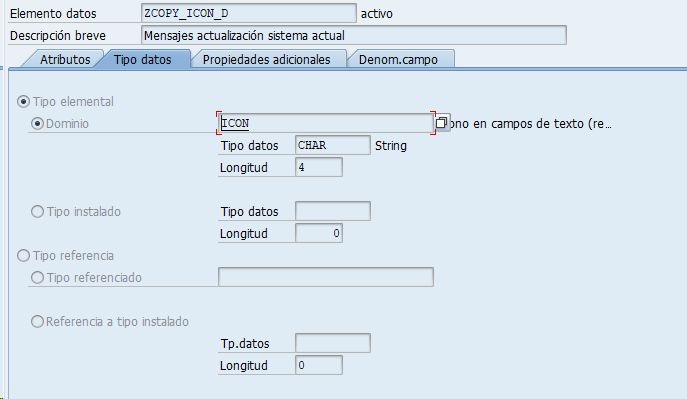 Elemento datos ZCOPY_ICON_D activo
Descripción breve Mensajes actualización sistema actual
Atributos Tipo datos Propiedades adicionales Denom.campo
Tipo elemental
Dominio ICON ono en campos de texto (re...
Tipo datos CHAR String
Longitud 4
Tipo instalado Tipo datos
Longitud 0
Tipo referencia
Tipo referenciado
Referencia a tipo instalado
Tp.datos
Longitud 0